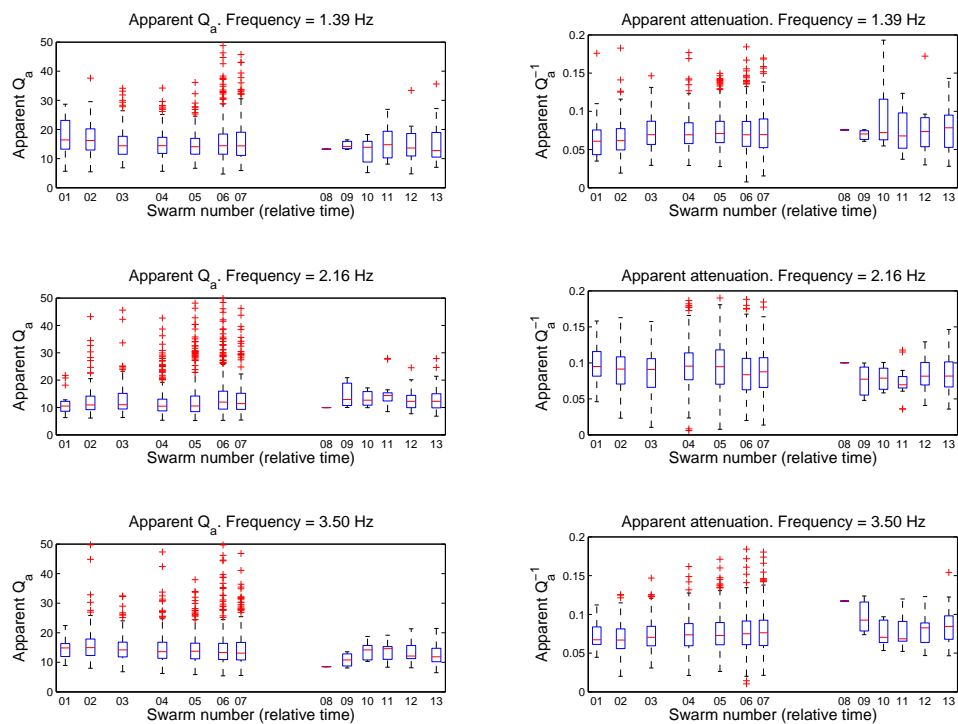 Apparent Qa. Frequency = 1.39 Hz
50
40
30
20
10
0
Apparent Qa
01 02 03 04 05 06 07 08 09 10 11 12 13
Swarm number (relative time)
Apparent attenuation. Frequency = 1.39 Hz
0.2
0.15
0.1
0.05
0
Apparent Qa^-1
01 02 03 04 05 06 07 08 09 10 11 12 13
Swarm number (relative time)
Apparent Qa. Frequency = 2.16 Hz
50
40
30
20
10
0
Apparent Qa
01 02 03 04 05 06 07 08 09 10 11 12 13
Swarm number (relative time)
Apparent attenuation. Frequency = 2.16 Hz
0.2
0.15
0.1
0.05
0
Apparent Qa^-1
01 02 03 04 05 06 07 08 09 10 11 12 13
Swarm number (relative time)
Apparent Qa. Frequency = 3.50 Hz
50
40
30
20
10
0
Apparent Qa
01 02 03 04 05 06 07 08 09 10 11 12 13
Swarm number (relative time)
Apparent attenuation. Frequency = 3.50 Hz
0.2
0.15
0.1
0.05
0
Apparent Qa^-1
01 02 03 04 05 06 07 08 09 10 11 12 13
Swarm number (relative time)